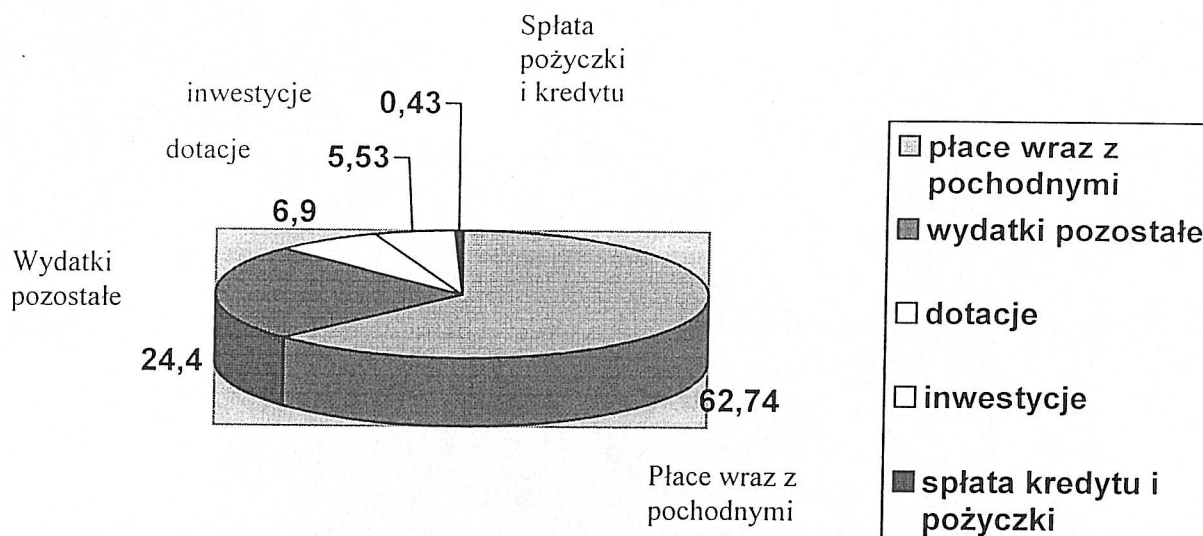 Spłata
pożyczki
i kredytu
inwestycje
0,43
dotacje
5,53
6,9
Wydatki
pozostałe
24,4
62,74
Płace wraz z
pochodnymi
płace wraz z
pochodnymi
wydatki pozostałe
dotacje
inwestycje
spłata kredytu i
pożyczki